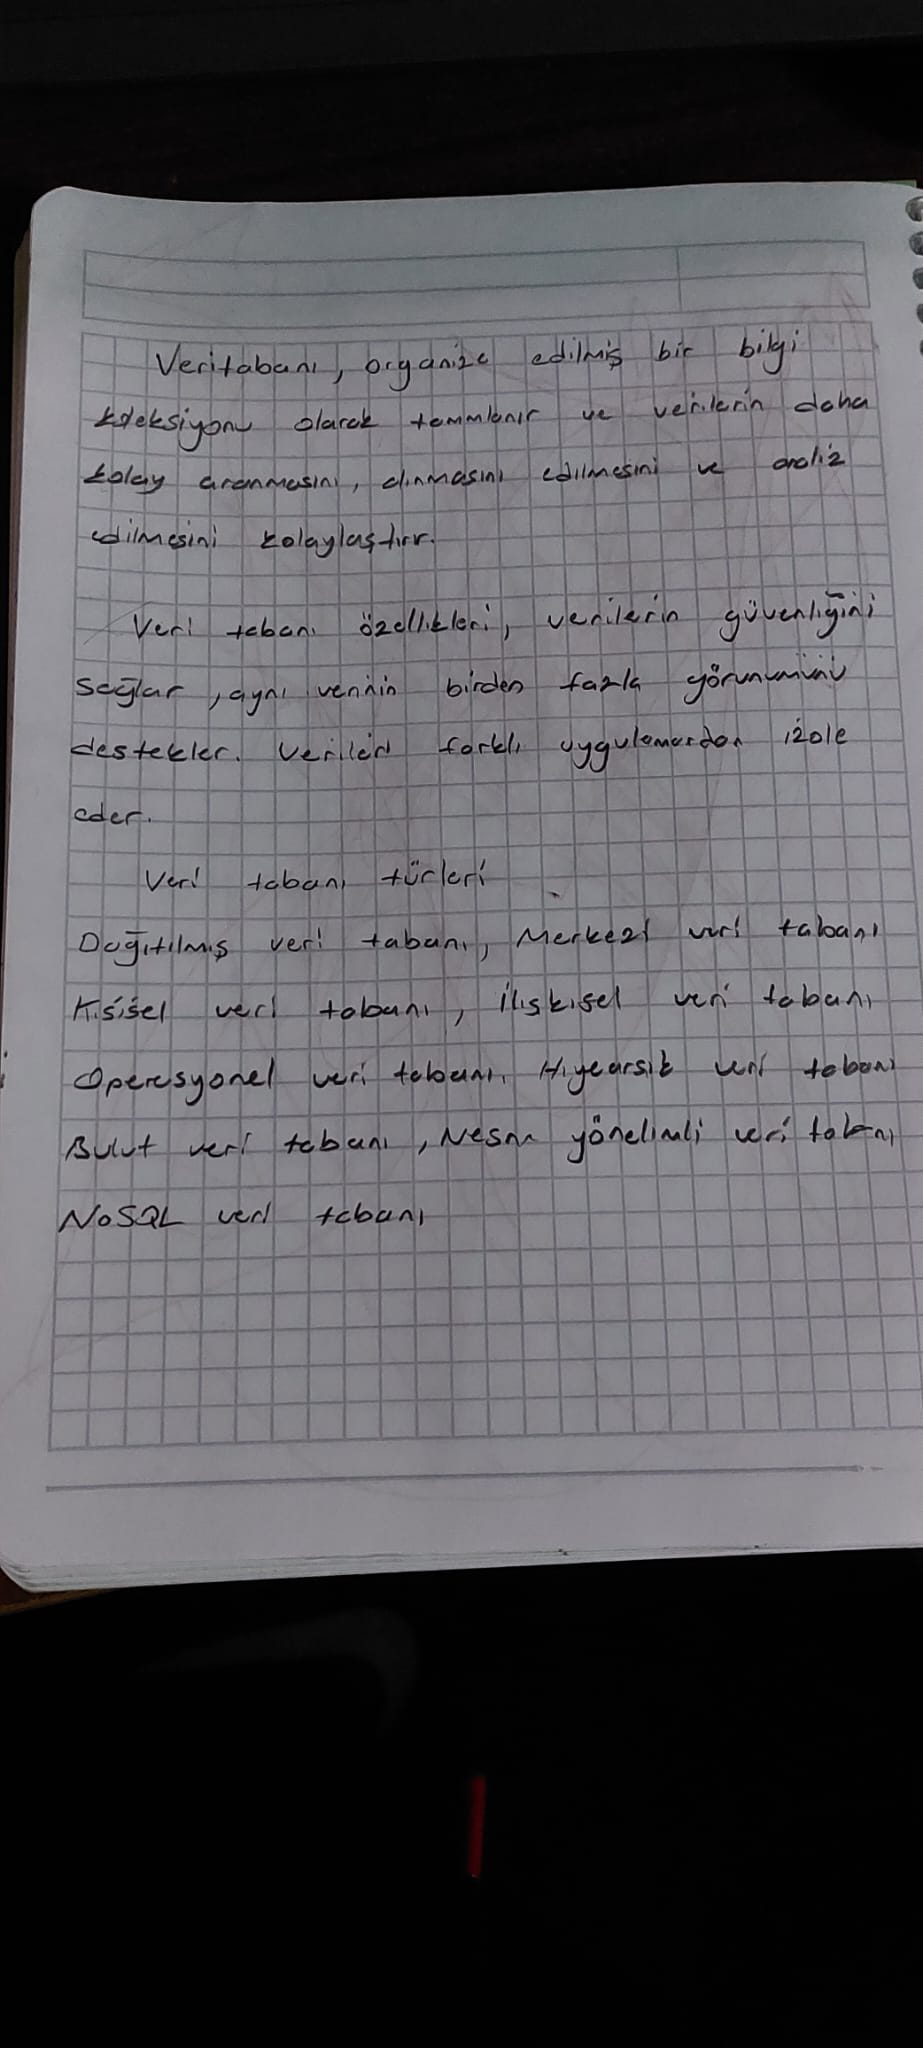 Veritabanı, organize edilmiş bir bilgi
koleksiyonu olarak tanımlanır ve verilerin daha
kolay aranmasını, alınmasını edilmesini ve analiz
edilmesini kolaylaştırır.
Veri tabanı özellikleri, verilerin güvenliğini
sağlar, aynı verinin birden fazla görünümünü
destekler. Verileri farklı uygulamardan izole
eder.
Veri tabanı türleri
Dağıtılmış veri tabanı, Merkezi veri tabanı
Kişisel veri tabanı, ilişkisel veri tabanı
Operasyonel veri tabanı, Hiyearsik veri tabanı
Bulut veri tabanı, Nesne yönelimli veri tabanı
NoSQL veri tabanı